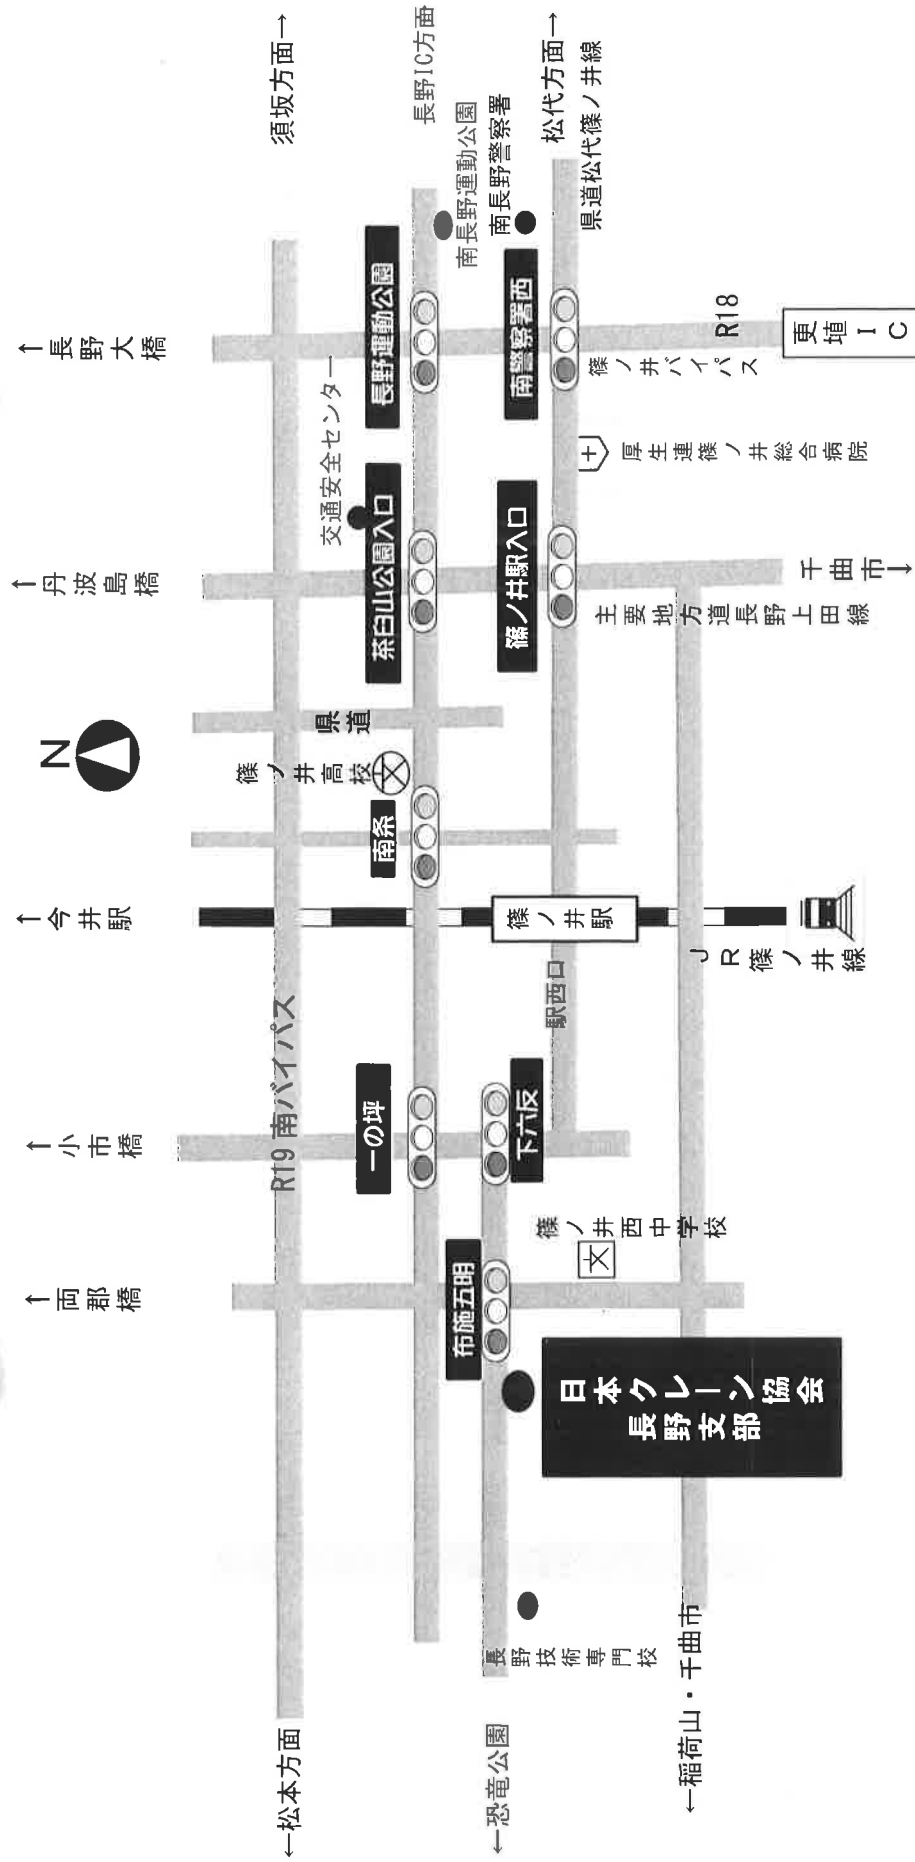 N
↑両郡橋
↑小市橋
↑今井駅
↑丹波島橋
↑長野大橋
←松本方面
R19 南バイパス
須坂方面→
県道
交通安全センター
篠ノ井高校
一の坪
南条
茶臼山公園入口
長野運動公園
長野IC方面
南長野運動公園
布施五明
下六反
篠ノ井駅
篠ノ井駅入口
南警察署西
南長野警察署
←恐竜公園
長野技術専門校
日本クレーン協会
長野支部
篠ノ井西中学校
駅西口
松代方面→
県道松代篠ノ井線
厚生連篠ノ井総合病院
篠ノ井バイパス
R18
主要地方道長野上田線
←稲荷山・千曲市
JR篠ノ井線
千曲市↓
更埴IC